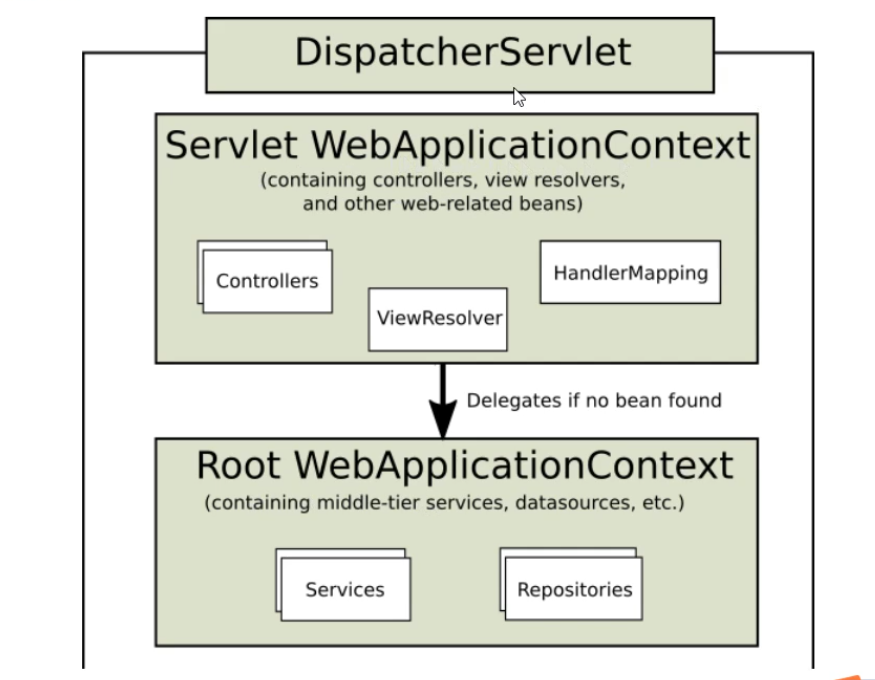 DispatcherServlet
Servlet WebApplicationContext
(containing controllers, view resolvers,
and other web-related beans)
Controllers
HandlerMapping
ViewResolver
Delegates if no bean found
Root WebApplicationContext
(containing middle-tier services, datasources, etc.)
Services
Repositories